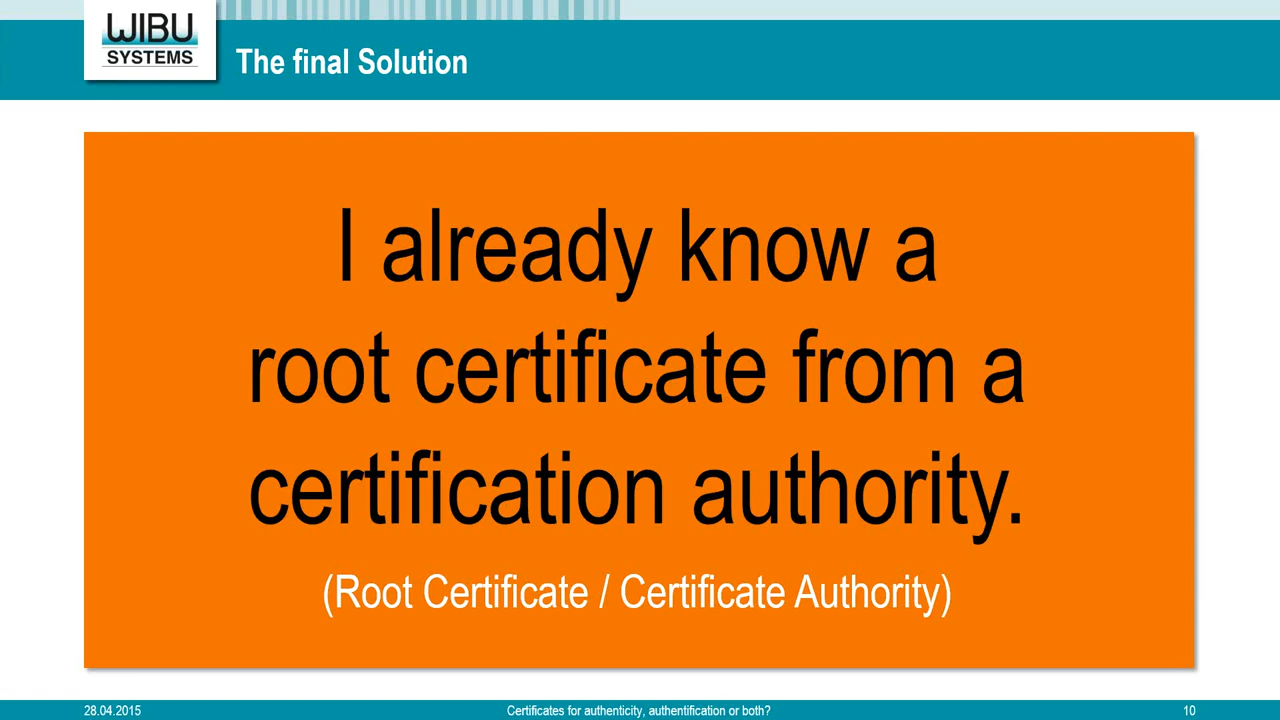 WIBU
SYSTEMS
The final Solution
I already know a
root certificate from a
certification authority.
(Root Certificate / Certificate Authority)
28.04.2015
Certificates for authenticity, authentification or both?
10